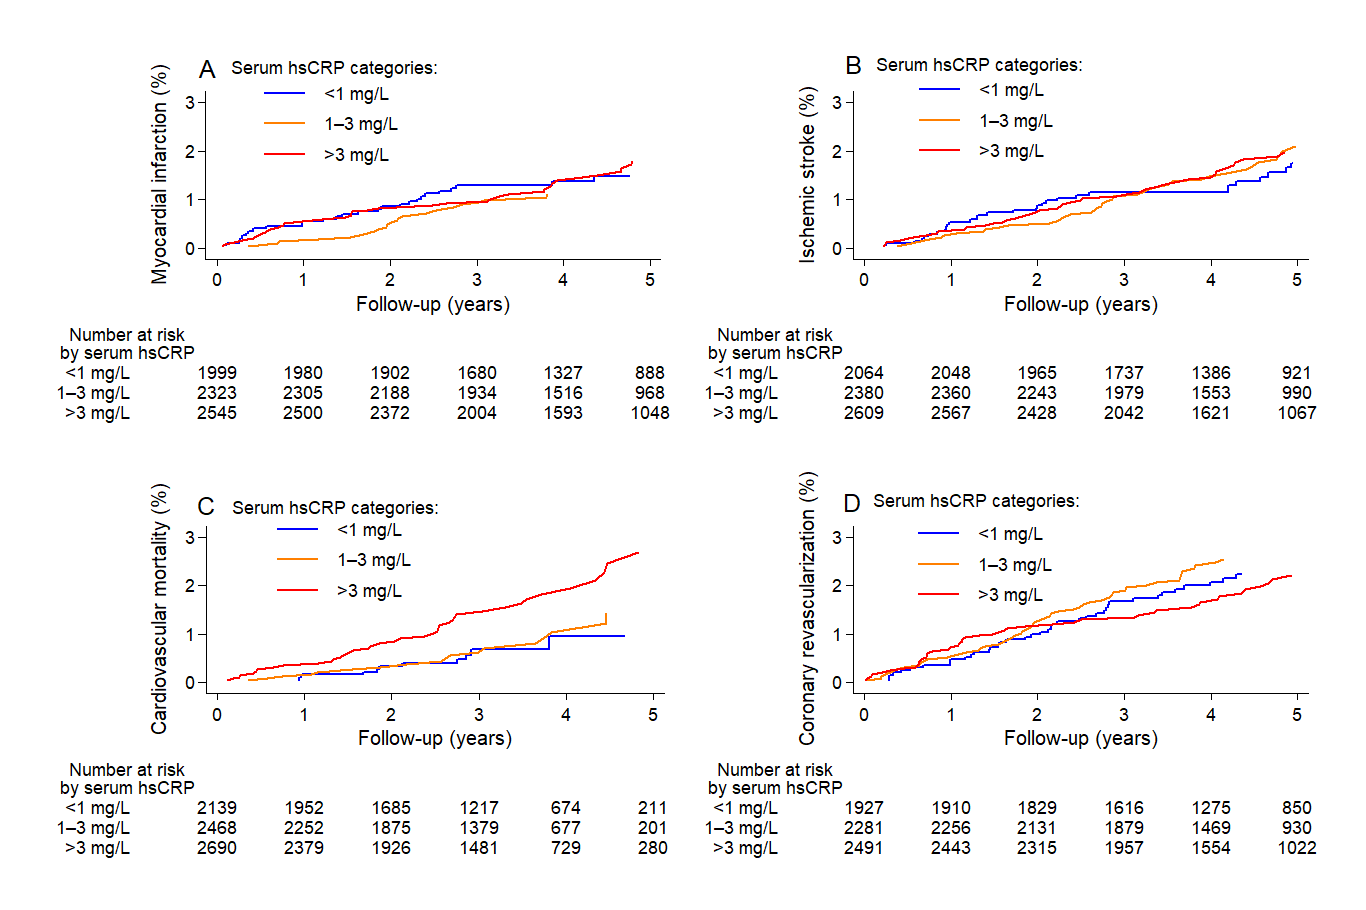 A Serum hsCRP categories:
<1 mg/L
1–3 mg/L
>3 mg/L
Myocardial infarction (%)
3
2
1
0
0 1 2 3 4 5
Follow-up (years)
Number at risk
by serum hsCRP
<1 mg/L 1999 1980 1902 1680 1327 888
1–3 mg/L 2323 2305 2188 1934 1516 968
>3 mg/L 2545 2500 2372 2004 1593 1048
B Serum hsCRP categories:
<1 mg/L
1–3 mg/L
>3 mg/L
Ischemic stroke (%)
3
2
1
0
0 1 2 3 4 5
Follow-up (years)
Number at risk
by serum hsCRP
<1 mg/L 2064 2048 1965 1737 1386 921
1–3 mg/L 2380 2360 2243 1979 1553 990
>3 mg/L 2609 2567 2428 2042 1621 1067
C Serum hsCRP categories:
<1 mg/L
1–3 mg/L
>3 mg/L
Cardiovascular mortality (%)
3
2
1
0
0 1 2 3 4 5
Follow-up (years)
Number at risk
by serum hsCRP
<1 mg/L 2139 1952 1685 1217 674 211
1–3 mg/L 2468 2252 1875 1379 677 201
>3 mg/L 2690 2379 1926 1481 729 280
D Serum hsCRP categories:
<1 mg/L
1–3 mg/L
>3 mg/L
Coronary revascularization (%)
3
2
1
0
0 1 2 3 4 5
Follow-up (years)
Number at risk
by serum hsCRP
<1 mg/L 1927 1910 1829 1616 1275 850
1–3 mg/L 2281 2256 2131 1879 1469 930
>3 mg/L 2491 2443 2315 1957 1554 1022